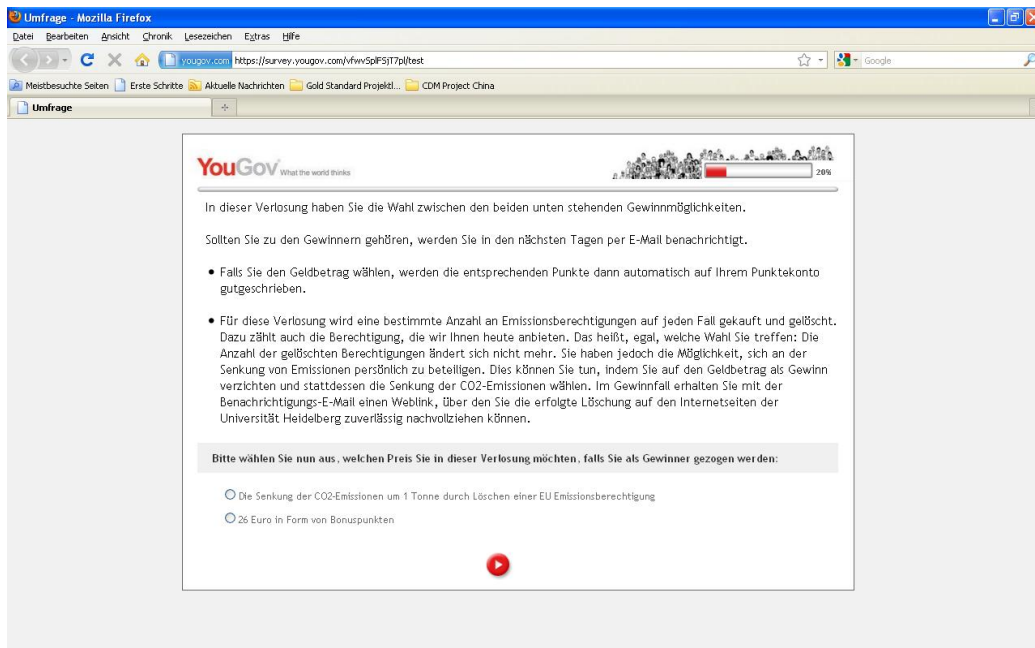 Umfrage - Mozilla Firefox
Datei Bearbeiten Ansicht Chronik Lesezeichen Extras Hilfe
yougov.com https://survey.yougov.com/vfwvSplF5jT7pl/test
Google
Meistbesuchte Seiten Erste Schritte Aktuelle Nachrichten Gold Standard Projektl... CDM Project China
Umfrage
YouGov What the world thinks
20%
In dieser Verlosung haben Sie die Wahl zwischen den beiden unten stehenden Gewinnmöglichkeiten.
Sollten Sie zu den Gewinnern gehören, werden Sie in den nächsten Tagen per E-Mail benachrichtigt.
• Falls Sie den Geldbetrag wählen, werden die entsprechenden Punkte dann automatisch auf Ihrem Punktekonto
gutgeschrieben.
• Für diese Verlosung wird eine bestimmte Anzahl an Emissionsberechtigungen auf jeden Fall gekauft und gelöscht.
Dazu zählt auch die Berechtigung, die wir Ihnen heute anbieten. Das heißt, egal, welche Wahl Sie treffen: Die
Anzahl der gelöschten Berechtigungen ändert sich nicht mehr. Sie haben jedoch die Möglichkeit, sich an der
Senkung von Emissionen persönlich zu beteiligen. Dies können Sie tun, indem Sie auf den Geldbetrag als Gewinn
verzichten und stattdessen die Senkung der CO2-Emissionen wählen. Im Gewinnfall erhalten Sie mit der
Benachrichtigungs-E-Mail einen Weblink, über den Sie die erfolgte Löschung auf den Internetseiten der
Universität Heidelberg zuverlässig nachvollziehen können.
Bitte wählen Sie nun aus, welchen Preis Sie in dieser Verlosung möchten, falls Sie als Gewinner gezogen werden:
Die Senkung der CO2-Emissionen um 1 Tonne durch Löschen einer EU Emissionsberechtigung
26 Euro in Form von Bonuspunkten